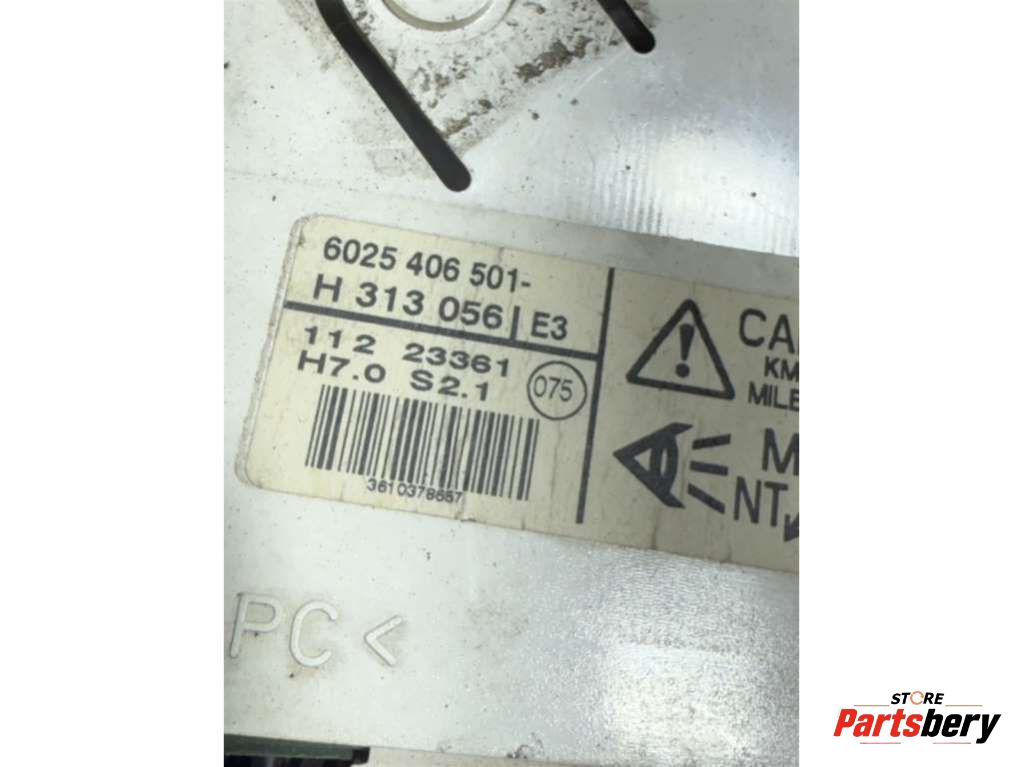 6025 406 501-
H 313 056 | E3
112 23361
H7.0 S2.1
075
3610378657
CA
KM
MILE
M
NT
PC <
STORE
Partsbery